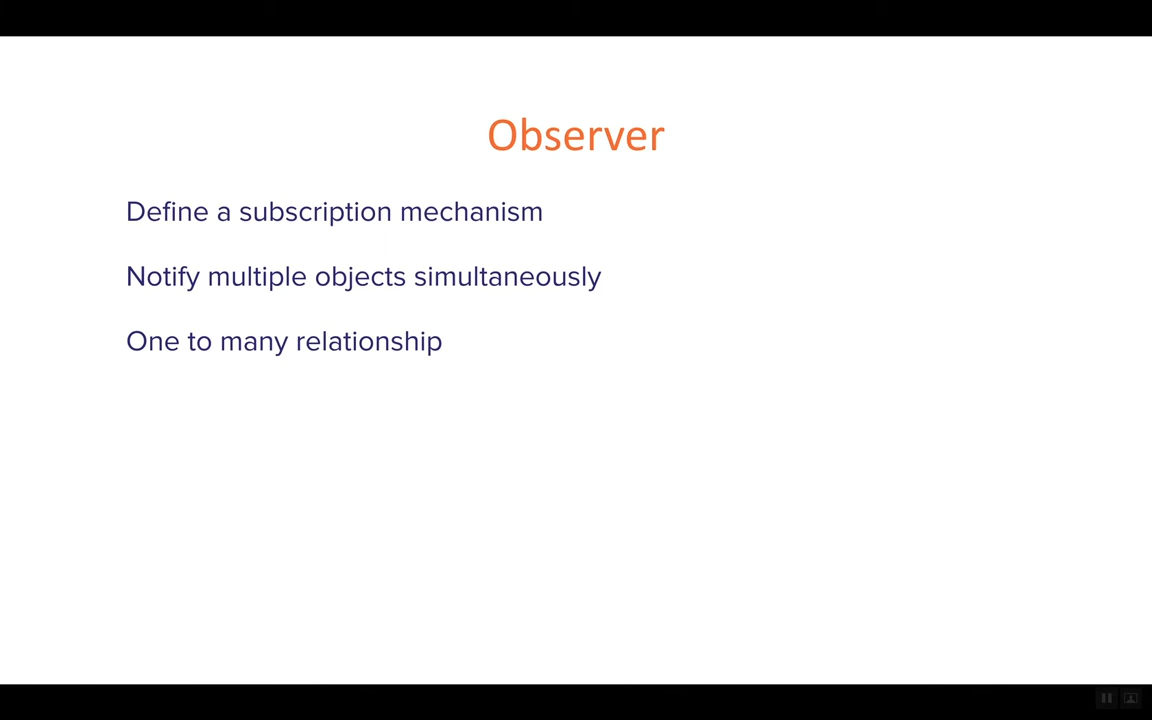 Observer
Define a subscription mechanism
Notify multiple objects simultaneously
One to many relationship